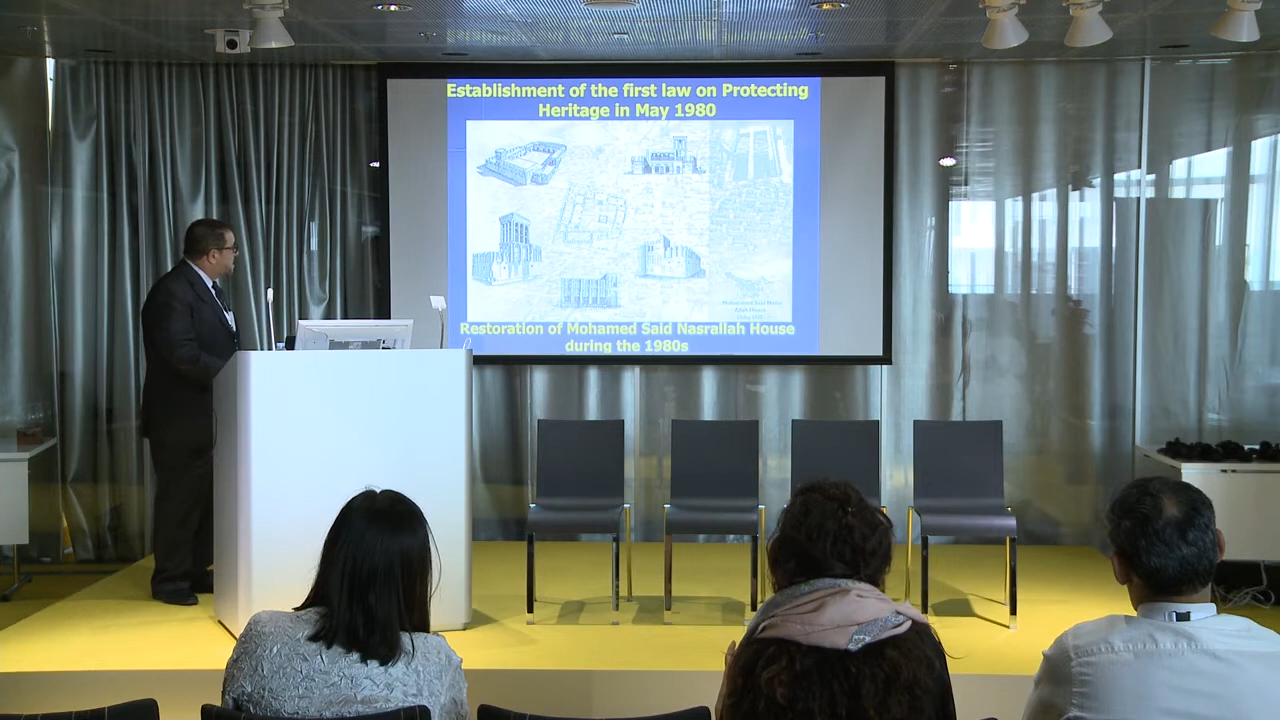 Establishment of the first law on Protecting
Heritage in May 1980
Restoration of Mohamed Said Nasrallah House
during the 1980s